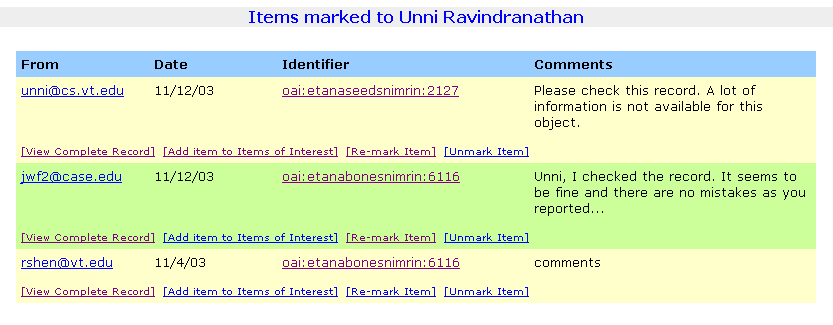 Items marked to Unni Ravindranathan
From Date Identifier Comments
unni@cs.vt.edu 11/12/03 oai:etanaseedsnimrin:2127 Please check this record. A lot of
information is not available for this
object.
[View Complete Record] [Add item to Items of Interest] [Re-mark Item] [Unmark Item]
jwf2@case.edu 11/12/03 oai:etanabonesnimrin:6116 Unni, I checked the record. It seems to
be fine and there are no mistakes as you
reported...
[View Complete Record] [Add item to Items of Interest] [Re-mark Item] [Unmark Item]
rshen@vt.edu 11/4/03 oai:etanabonesnimrin:6116 comments
[View Complete Record] [Add item to Items of Interest] [Re-mark Item] [Unmark Item]